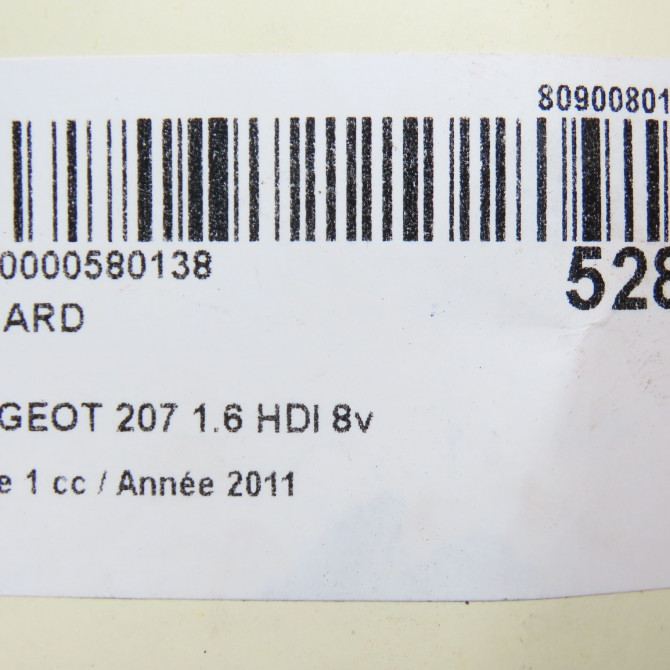 80900801
0000580138
528
ARD
GEOT 207 1.6 HDI 8v
e 1 cc / Année 2011